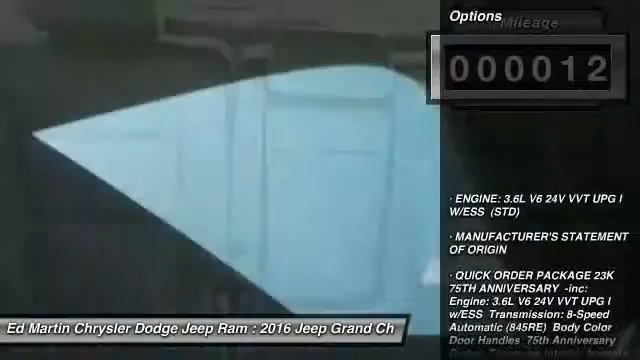 Options
Mileage
000012
· ENGINE: 3.6L V6 24V VVT UPG I
W/ESS (STD)
· MANUFACTURER'S STATEMENT
OF ORIGIN
· QUICK ORDER PACKAGE 23K
75TH ANNIVERSARY -inc:
Engine: 3.6L V6 24V VVT UPG I
w/ESS Transmission: 8-Speed
Automatic (845RE) Body Color
Door Handles 75th Anniversary
Ed Martin Chrysler Dodge Jeep Ram : 2016 Jeep Grand Ch